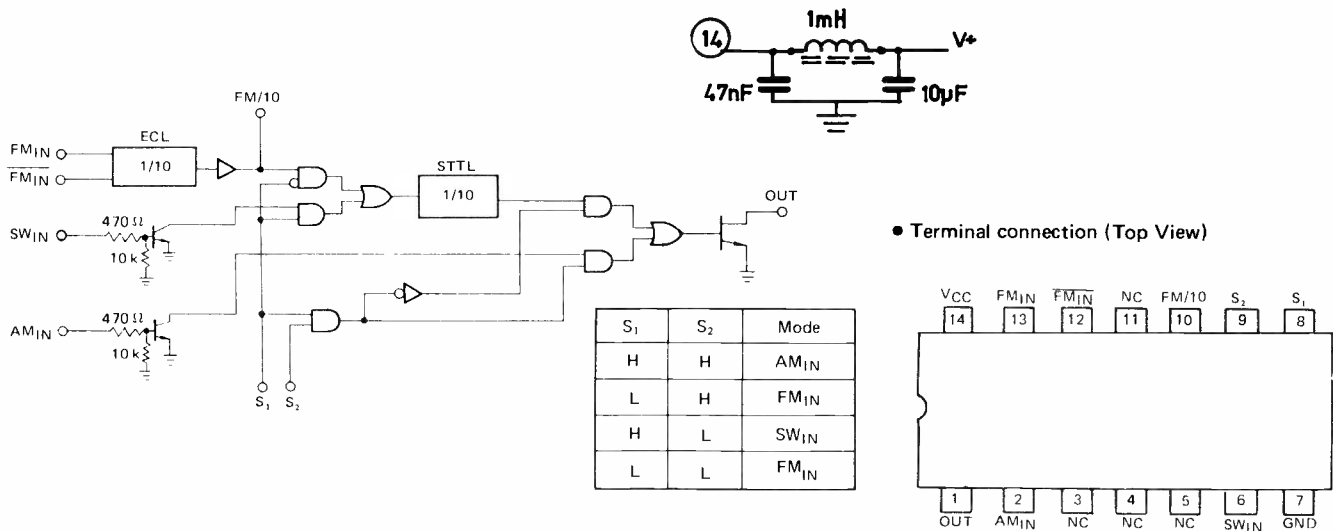 1mH
14
V+
47nF
10µF
FM/10
ECL
FM_IN
1/10
FM_IN
STTL
1/10
OUT
470 Ω
SW_IN
10 k
470 Ω
AM_IN
10 k
S₁ S₂
S₁ S₂ Mode
H H AM_IN
L H FM_IN
H L SW_IN
L L FM_IN
● Terminal connection (Top View)
V_CC FM_IN FM_IN NC FM/10 S₂ S₁
14 13 12 11 10 9 8
1 2 3 4 5 6 7
OUT AM_IN NC NC NC SW_IN GND